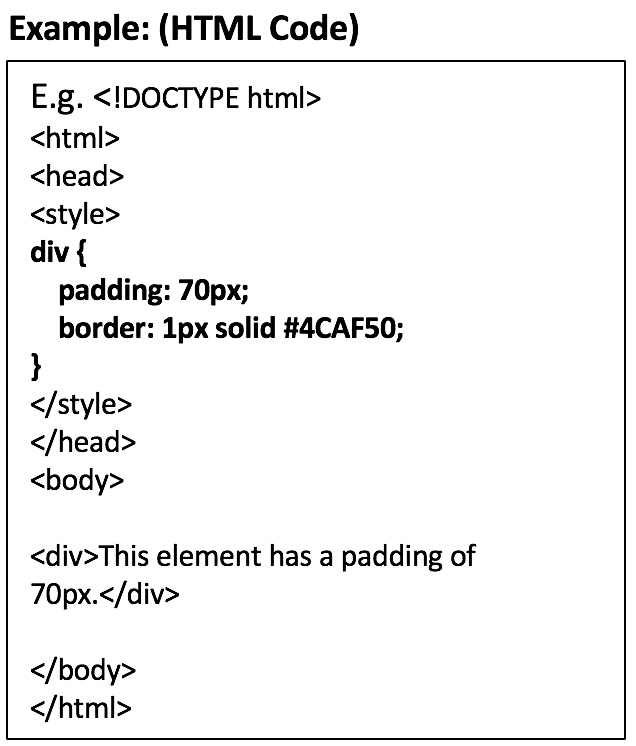 Example: (HTML Code)
E.g. <!DOCTYPE html>
<html>
<head>
<style>
div {
padding: 70px;
border: 1px solid #4CAF50;
}
</style>
</head>
<body>
<div>This element has a padding of
70px.</div>
</body>
</html>